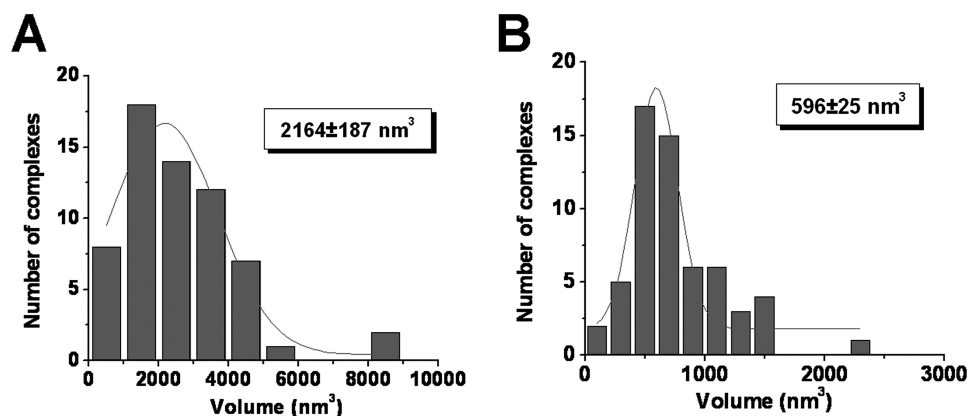 A
Number of complexes
20
15
10
5
0
2164±187 nm³
0 2000 4000 6000 8000 10000
Volume (nm³)
B
Number of complexes
20
15
10
5
0
596±25 nm³
0 1000 2000 3000
Volume (nm³)